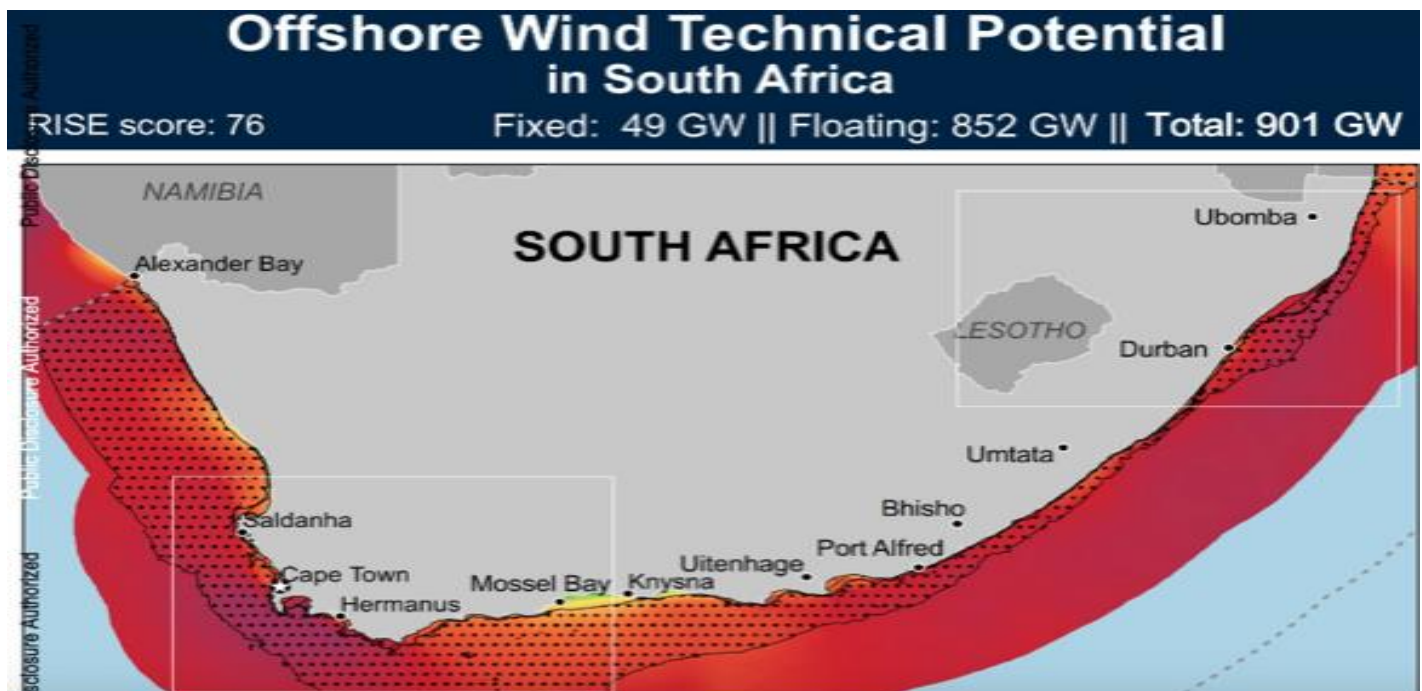 Offshore Wind Technical Potential
in South Africa
RISE score: 76
Fixed: 49 GW || Floating: 852 GW || Total: 901 GW
Public Disclosure Authorized
Public Disclosure Authorized
sclosure Authorized
NAMIBIA
SOUTH AFRICA
Ubomba
Alexander Bay
LESOTHO
Durban
Umtata
Bhisho
Saldanha
Port Alfred
Uitenhage
Cape Town
Mossel Bay
Knysna
Hermanus